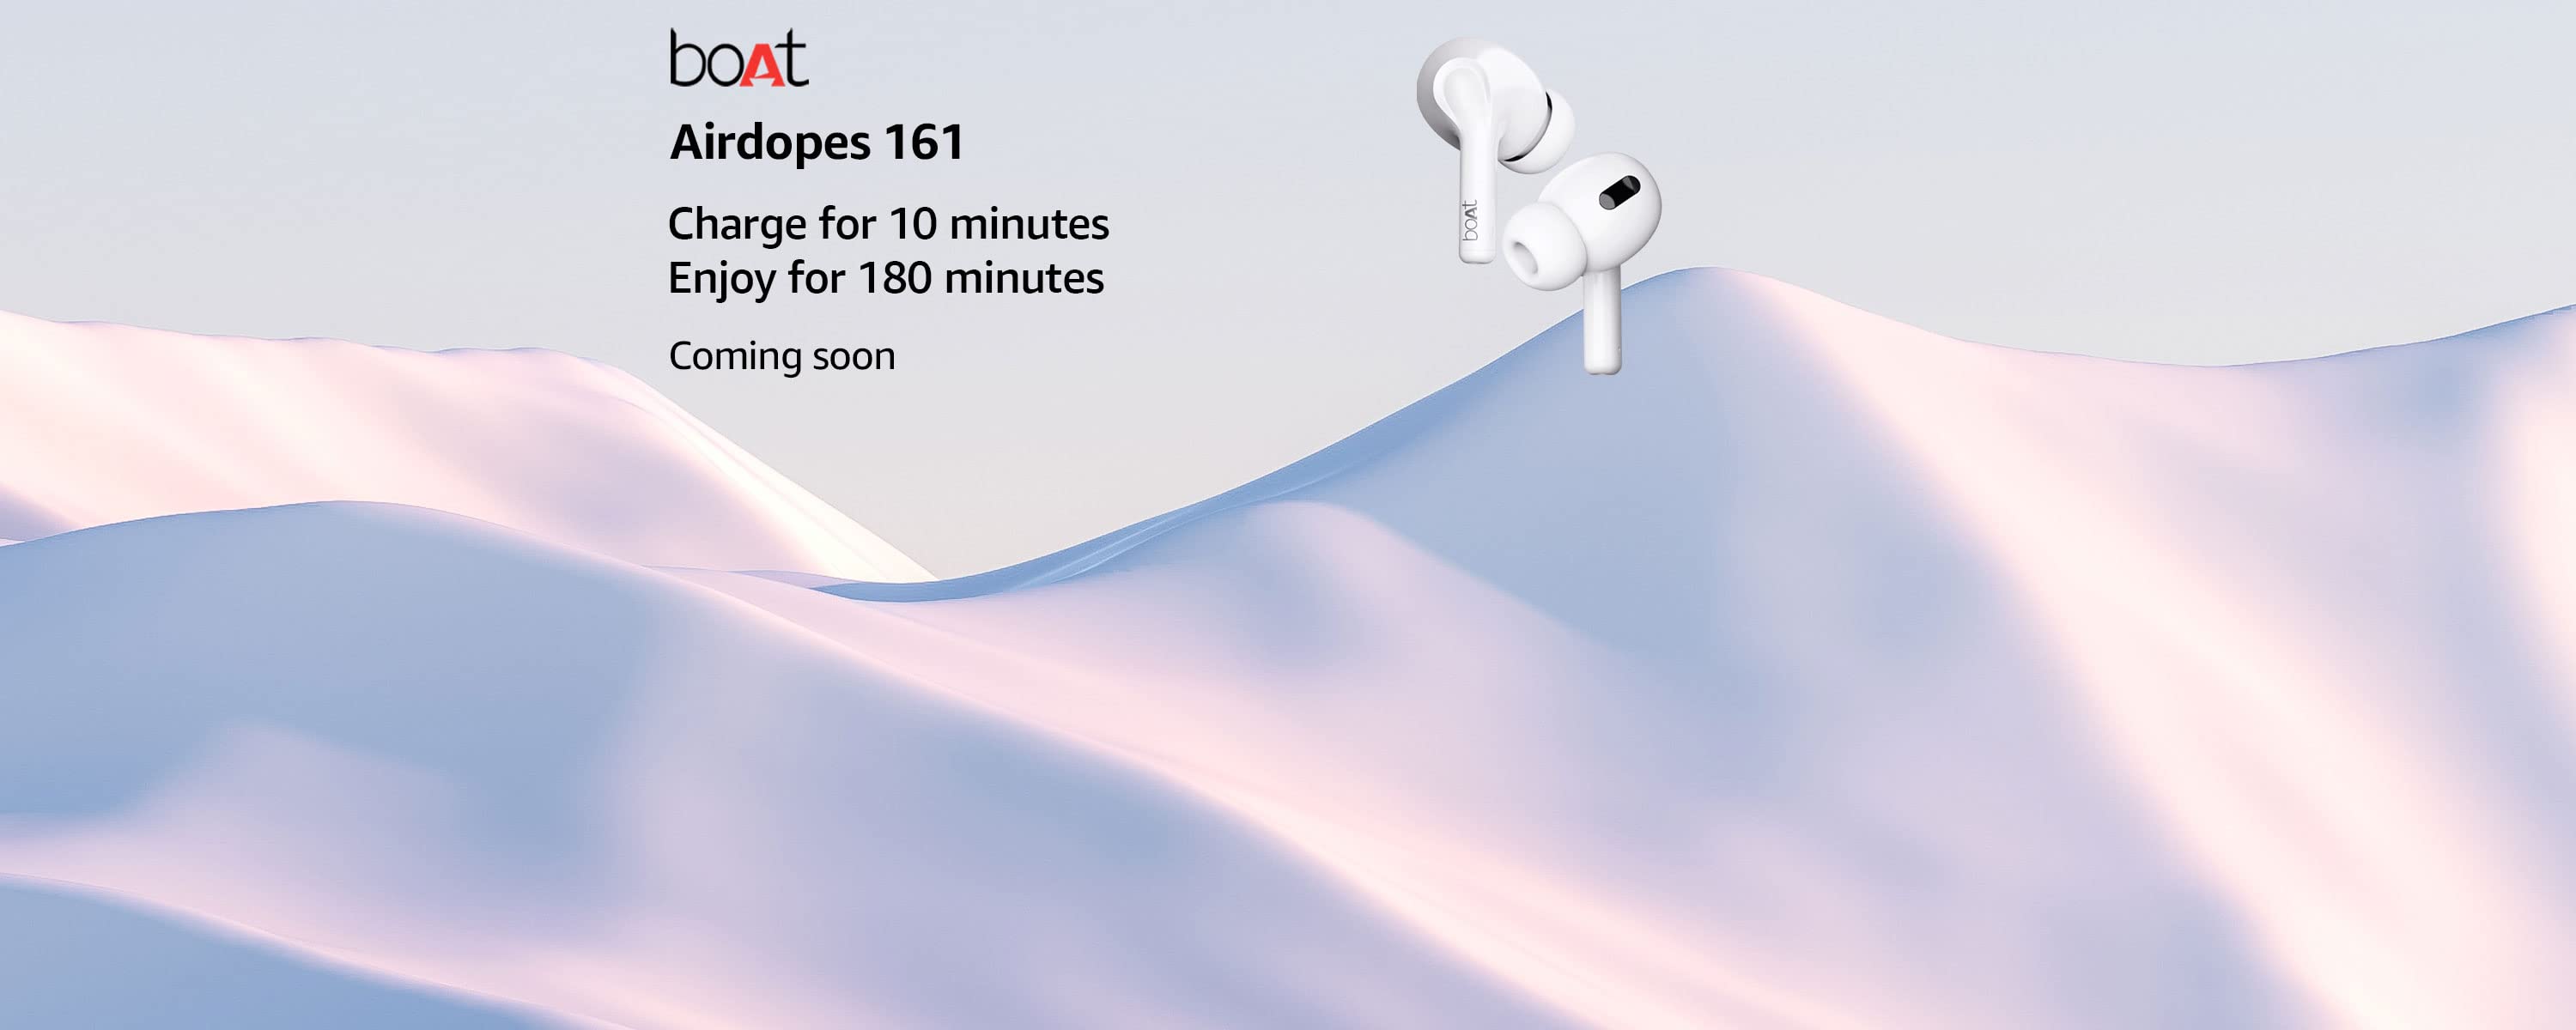 boAt
Airdopes 161
Charge for 10 minutes
Enjoy for 180 minutes
Coming soon
boAt